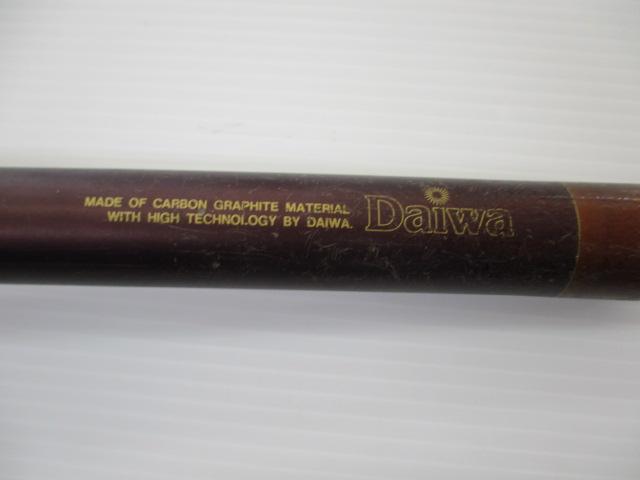 MADE OF CARBON GRAPHITE MATERIAL
WITH HIGH TECHNOLOGY BY DAIWA.
Daiwa